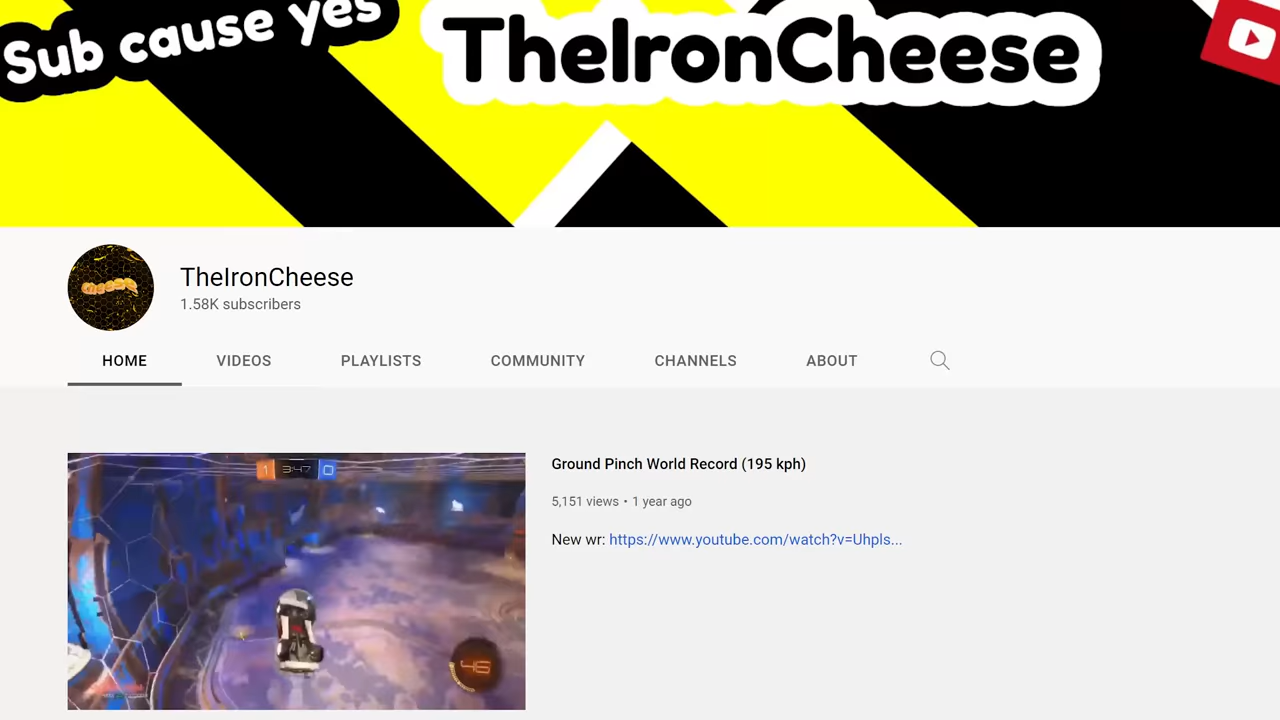 Sub cause yes
TheIronCheese
TheIronCheese
1.58K subscribers
HOME VIDEOS PLAYLISTS COMMUNITY CHANNELS ABOUT
1 3:47 0
Ground Pinch World Record (195 kph)
5,151 views • 1 year ago
New wr: https://www.youtube.com/watch?v=Uhpls...
46